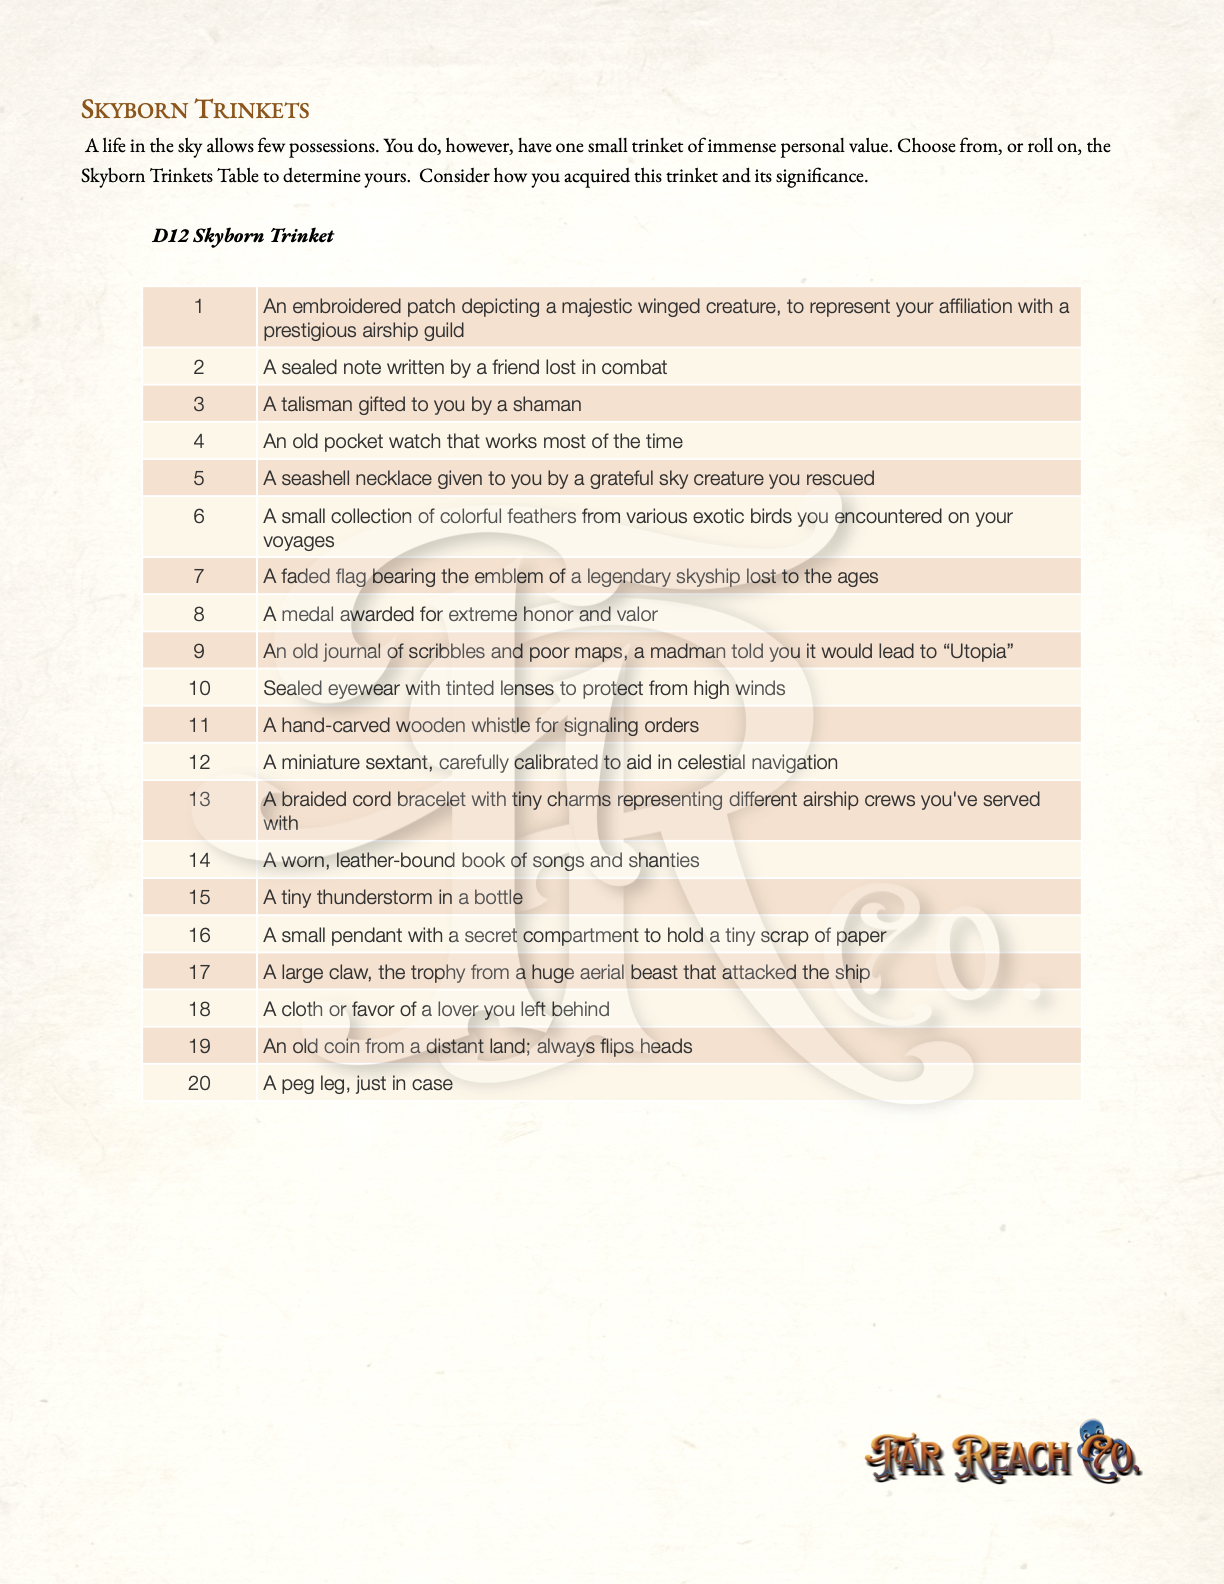 SKYBORN TRINKETS
A life in the sky allows few possessions. You do, however, have one small trinket of immense personal value. Choose from, or roll on, the
Skyborn Trinkets Table to determine yours.  Consider how you acquired this trinket and its significance.
D12 Skyborn Trinket
1 An embroidered patch depicting a majestic winged creature, to represent your affiliation with a
prestigious airship guild
2 A sealed note written by a friend lost in combat
3 A talisman gifted to you by a shaman
4 An old pocket watch that works most of the time
5 A seashell necklace given to you by a grateful sky creature you rescued
6 A small collection of colorful feathers from various exotic birds you encountered on your
voyages
7 A faded flag bearing the emblem of a legendary skyship lost to the ages
8 A medal awarded for extreme honor and valor
9 An old journal of scribbles and poor maps, a madman told you it would lead to “Utopia”
10 Sealed eyewear with tinted lenses to protect from high winds
11 A hand-carved wooden whistle for signaling orders
12 A miniature sextant, carefully calibrated to aid in celestial navigation
13 A braided cord bracelet with tiny charms representing different airship crews you've served
with
14 A worn, leather-bound book of songs and shanties
15 A tiny thunderstorm in a bottle
16 A small pendant with a secret compartment to hold a tiny scrap of paper
17 A large claw, the trophy from a huge aerial beast that attacked the ship
18 A cloth or favor of a lover you left behind
19 An old coin from a distant land; always flips heads
20 A peg leg, just in case
FR Co.
FAR REACH CO.